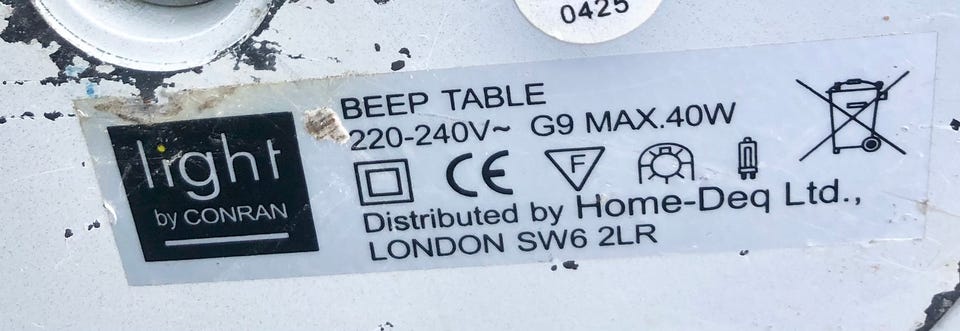 0425
BEEP TABLE
220-240V~ G9 MAX.40W
light
by CONRAN
CE F
Distributed by Home-Deq Ltd.,
LONDON SW6 2LR